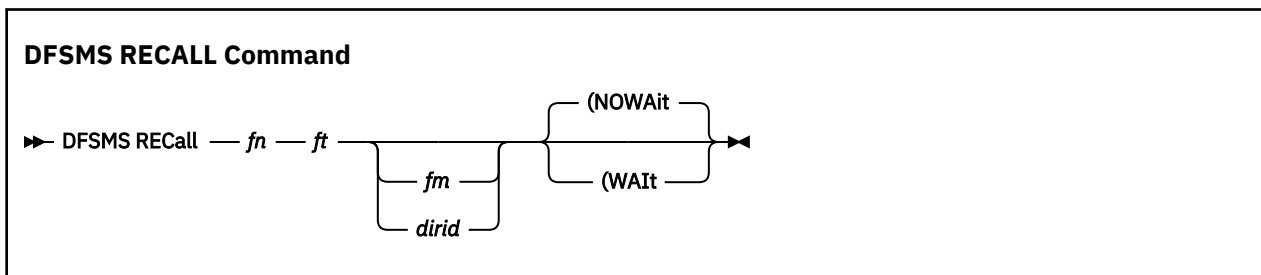 DFSMS RECALL Command
(NOWAit
DFSMS RECall fn ft
fm
(WAIt
dirid